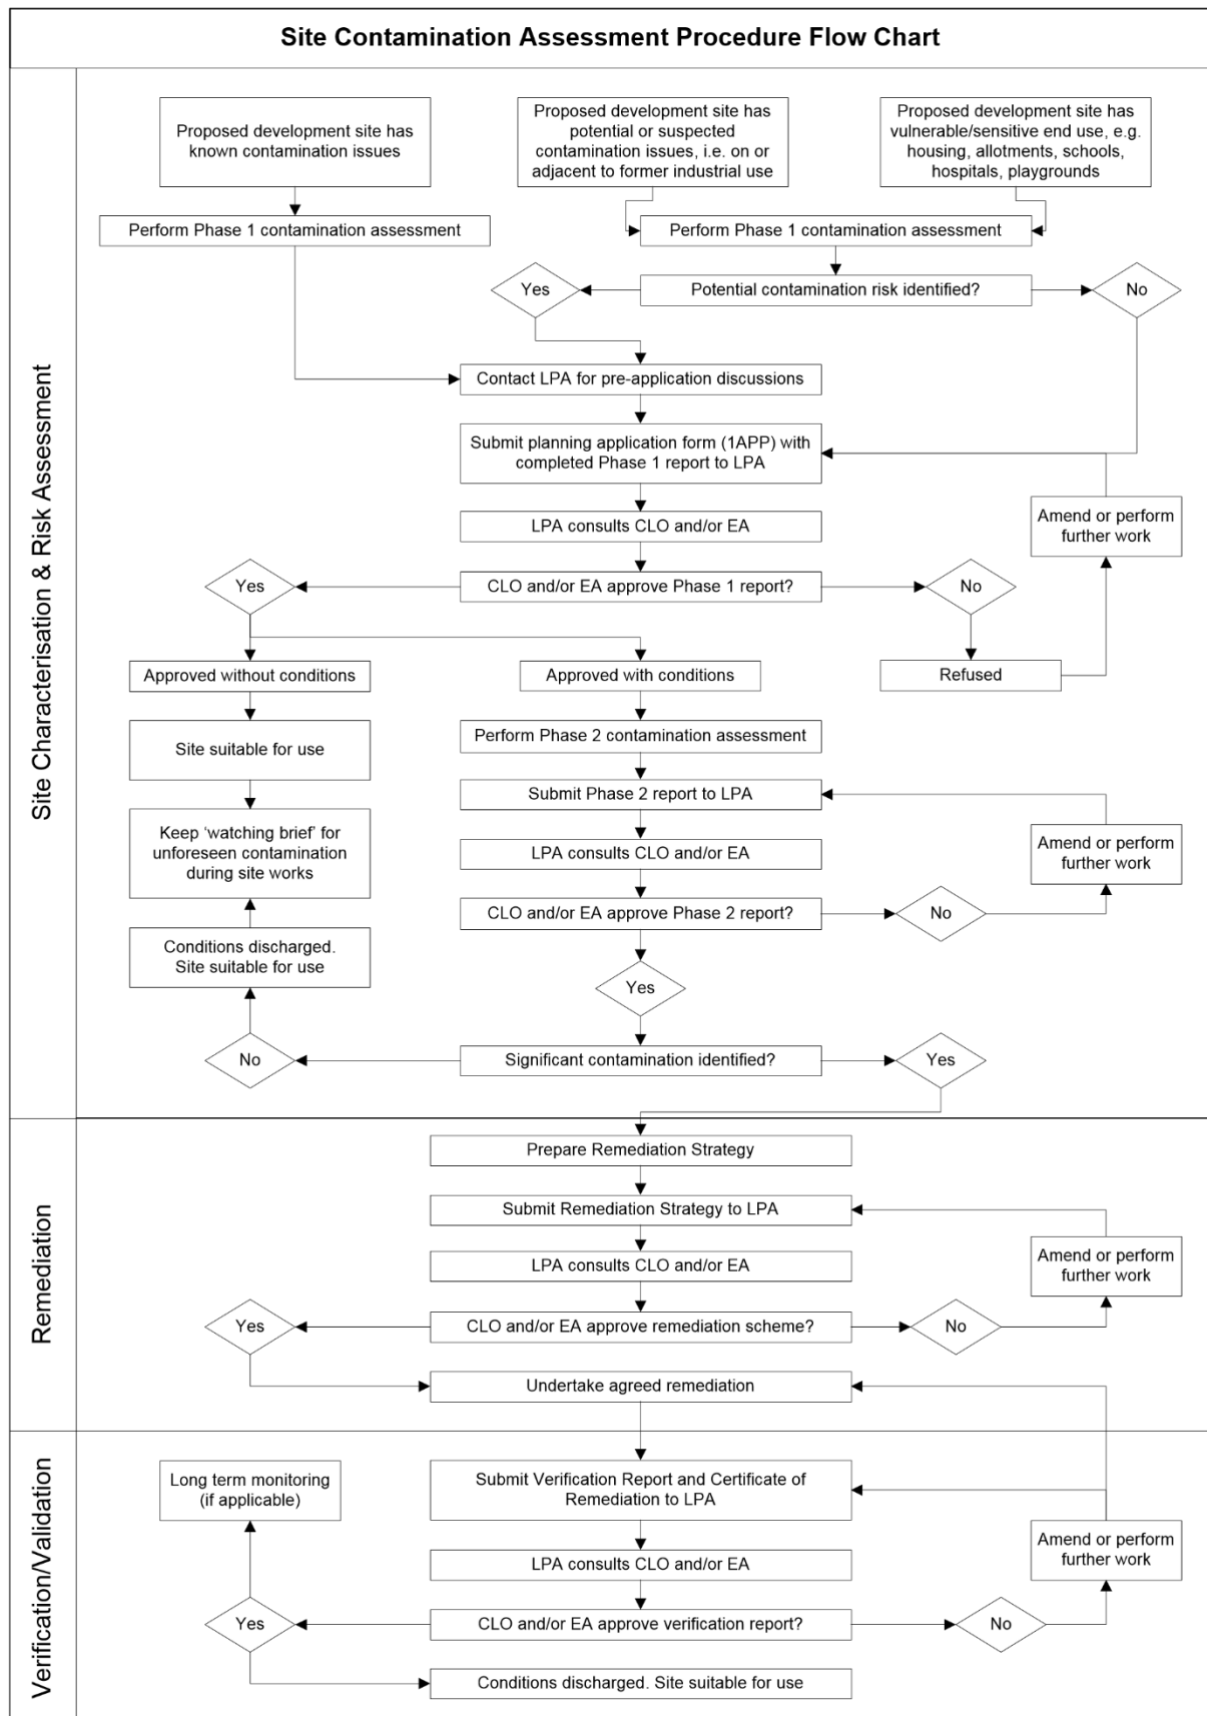 Site Contamination Assessment Procedure Flow Chart
Site Characterisation & Risk Assessment
Proposed development site has
known contamination issues
Proposed development site has
potential or suspected
contamination issues, i.e. on or
adjacent to former industrial use
Proposed development site has
vulnerable/sensitive end use, e.g.
housing, allotments, schools,
hospitals, playgrounds
Perform Phase 1 contamination assessment
Perform Phase 1 contamination assessment
Yes
Potential contamination risk identified?
No
Contact LPA for pre-application discussions
Submit planning application form (1APP) with
completed Phase 1 report to LPA
LPA consults CLO and/or EA
Amend or perform
further work
Yes
CLO and/or EA approve Phase 1 report?
No
Approved without conditions
Approved with conditions
Refused
Site suitable for use
Perform Phase 2 contamination assessment
Submit Phase 2 report to LPA
Keep ‘watching brief’ for
unforeseen contamination
during site works
LPA consults CLO and/or EA
Amend or perform
further work
CLO and/or EA approve Phase 2 report?
No
Conditions discharged.
Site suitable for use
Yes
No
Significant contamination identified?
Yes
Remediation
Prepare Remediation Strategy
Submit Remediation Strategy to LPA
LPA consults CLO and/or EA
Amend or perform
further work
Yes
CLO and/or EA approve remediation scheme?
No
Undertake agreed remediation
Verification/Validation
Long term monitoring
(if applicable)
Submit Verification Report and Certificate of
Remediation to LPA
LPA consults CLO and/or EA
Amend or perform
further work
Yes
CLO and/or EA approve verification report?
No
Conditions discharged. Site suitable for use